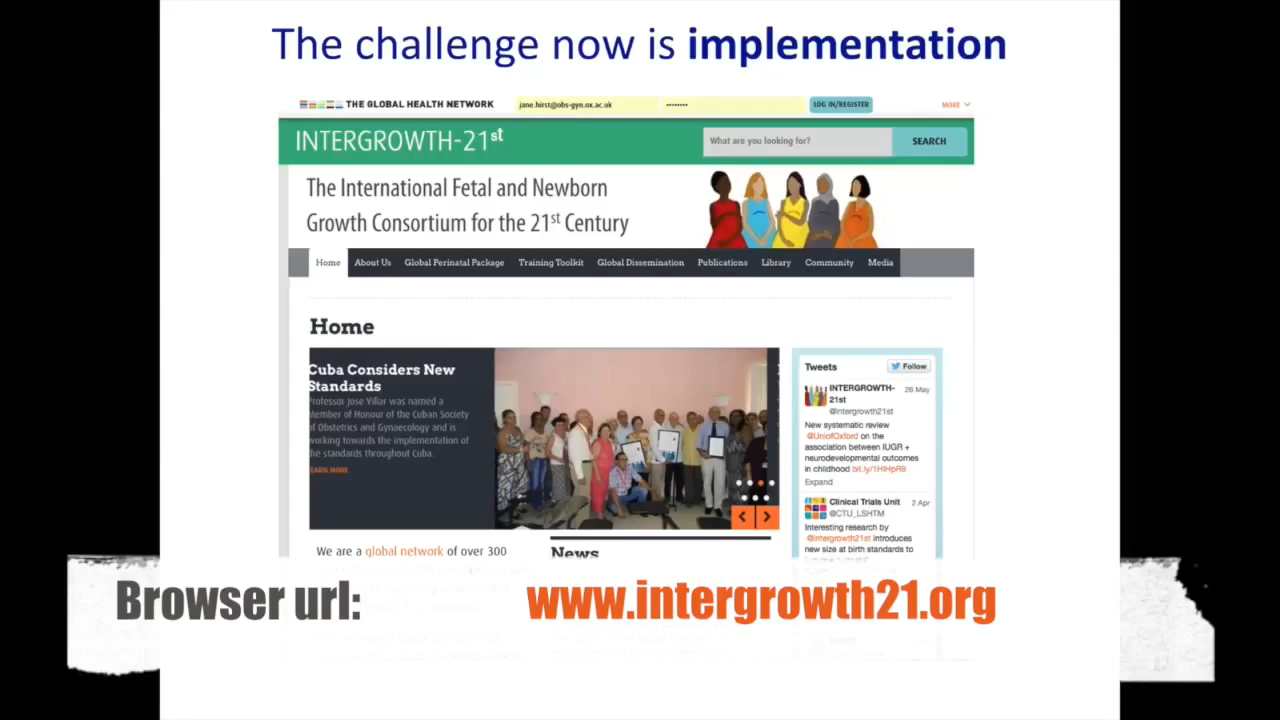 The challenge now is implementation
THE GLOBAL HEALTH NETWORK
jane.hirst@obs-gyn.ox.ac.uk
••••••••
LOG IN/REGISTER
MORE
INTERGROWTH-21st
What are you looking for?
SEARCH
The International Fetal and Newborn
Growth Consortium for the 21st Century
Home
About Us
Global Perinatal Package
Training Toolkit
Global Dissemination
Publications
Library
Community
Media
Home
Cuba Considers New
Standards
Professor Jose Villar was named a
Member of Honour of the Cuban Society
of Obstetrics and Gynaecology and is
working towards the implementation of
the standards throughout Cuba.
LEARN MORE
Tweets
Follow
INTERGROWTH-
21st
26 May
@intergrowth21st
New systematic review
@UniofOxford on the
association between IUGR +
neurodevelopmental outcomes
in childhood bit.ly/1HlHpR9
Expand
Clinical Trials Unit
2 Apr
@CTU_LSHTM
Interesting research by
@intergrowth21st introduces
new size at birth standards to
We are a global network of over 300
News
Browser url:
www.intergrowth21.org